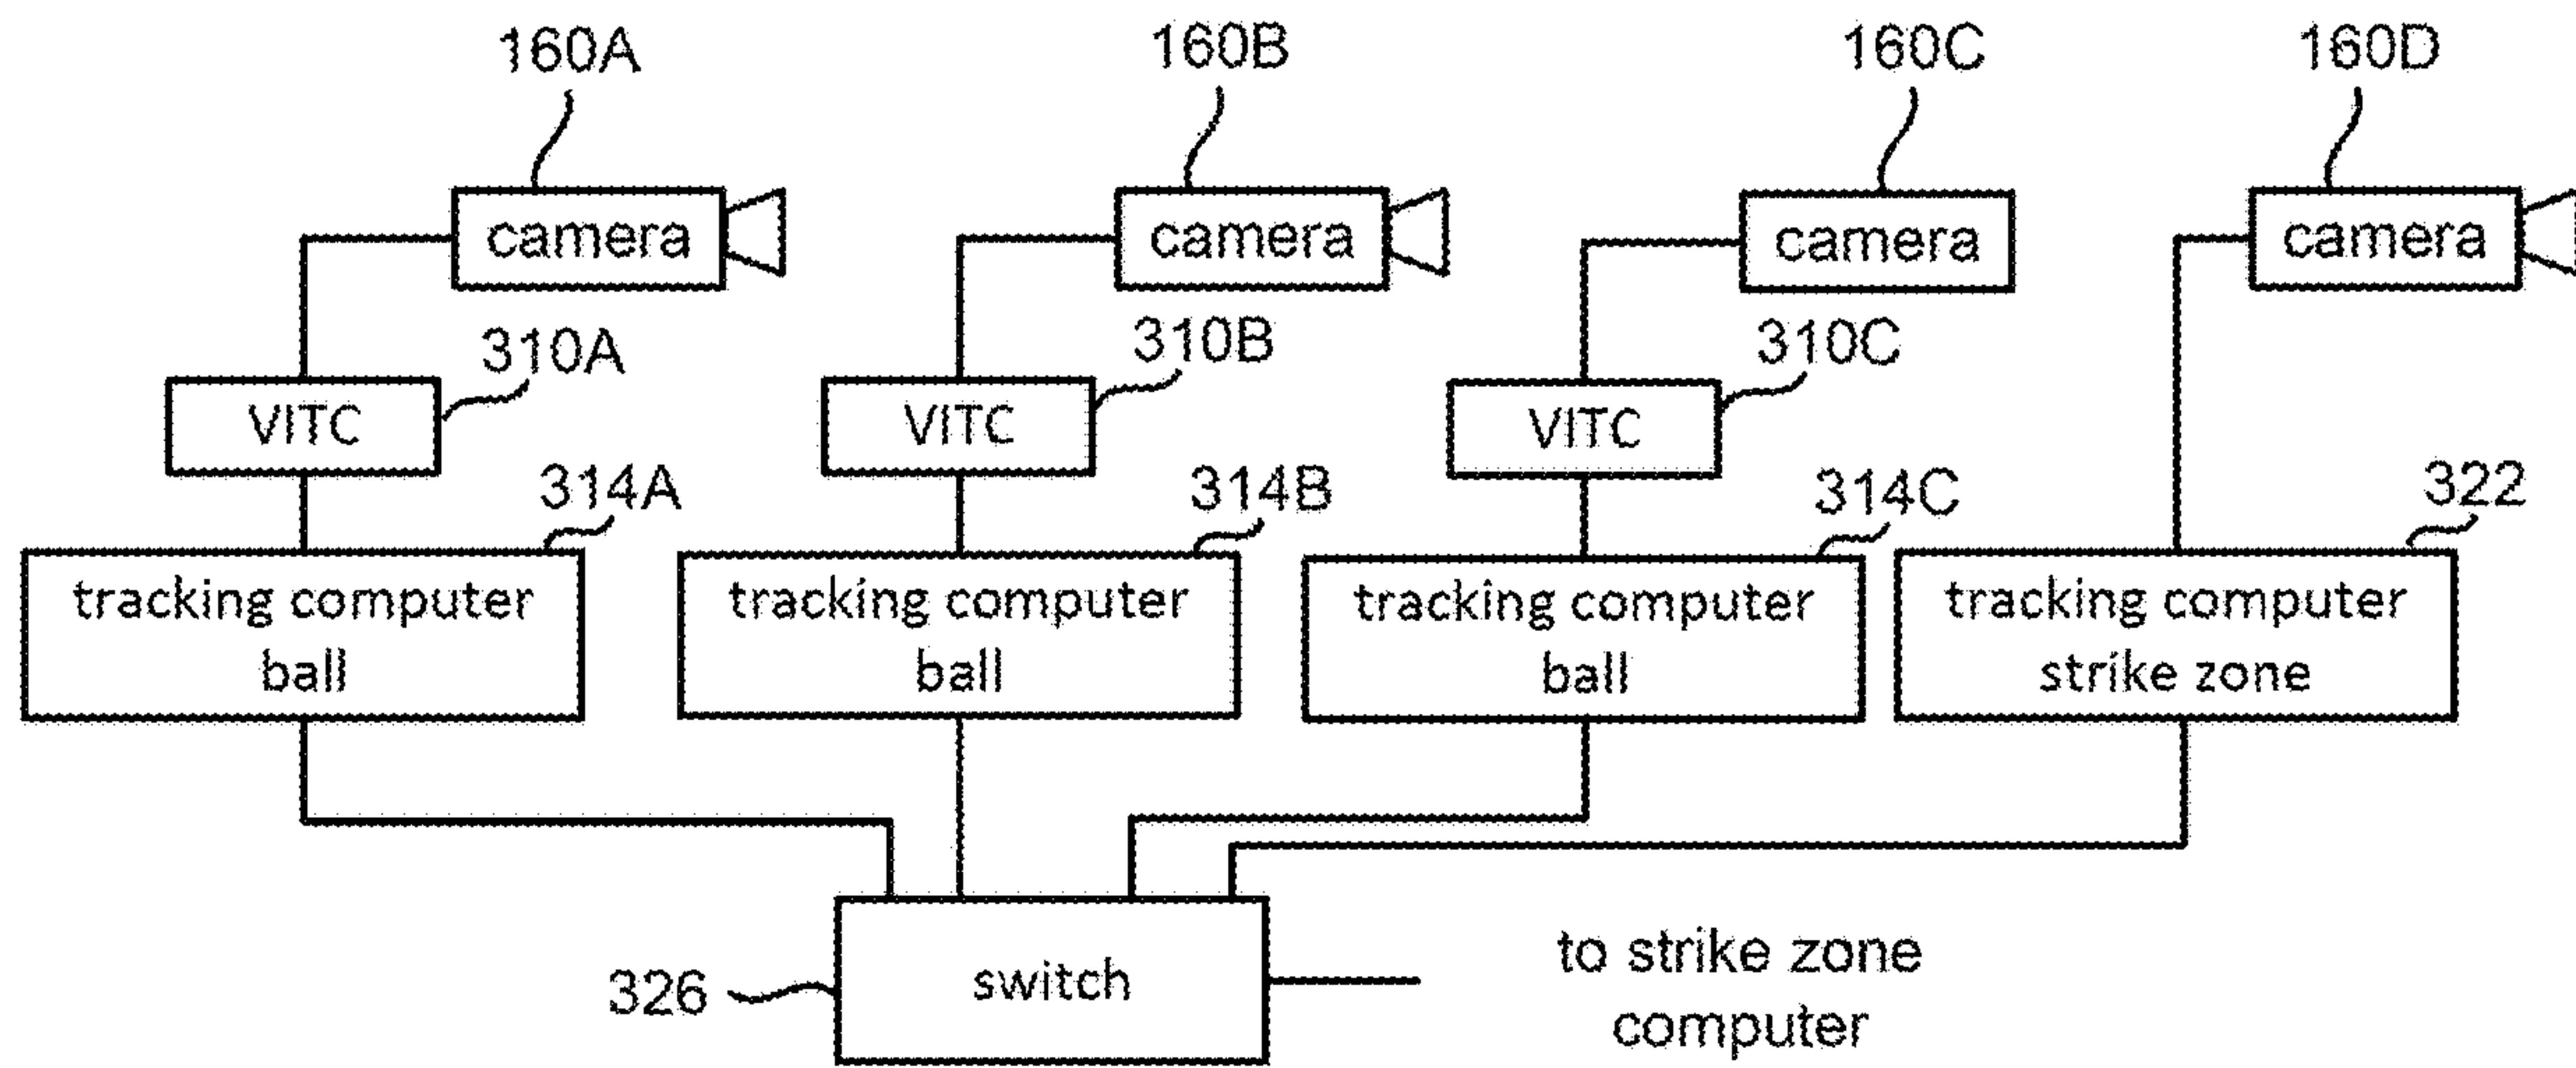 160A
160B
160C
160D
camera
camera
camera
camera
310A
310B
310C
VITC
VITC
VITC
314A
314B
314C
322
tracking computer
ball
tracking computer
ball
tracking computer
ball
tracking computer
strike zone
326
switch
to strike zone
computer